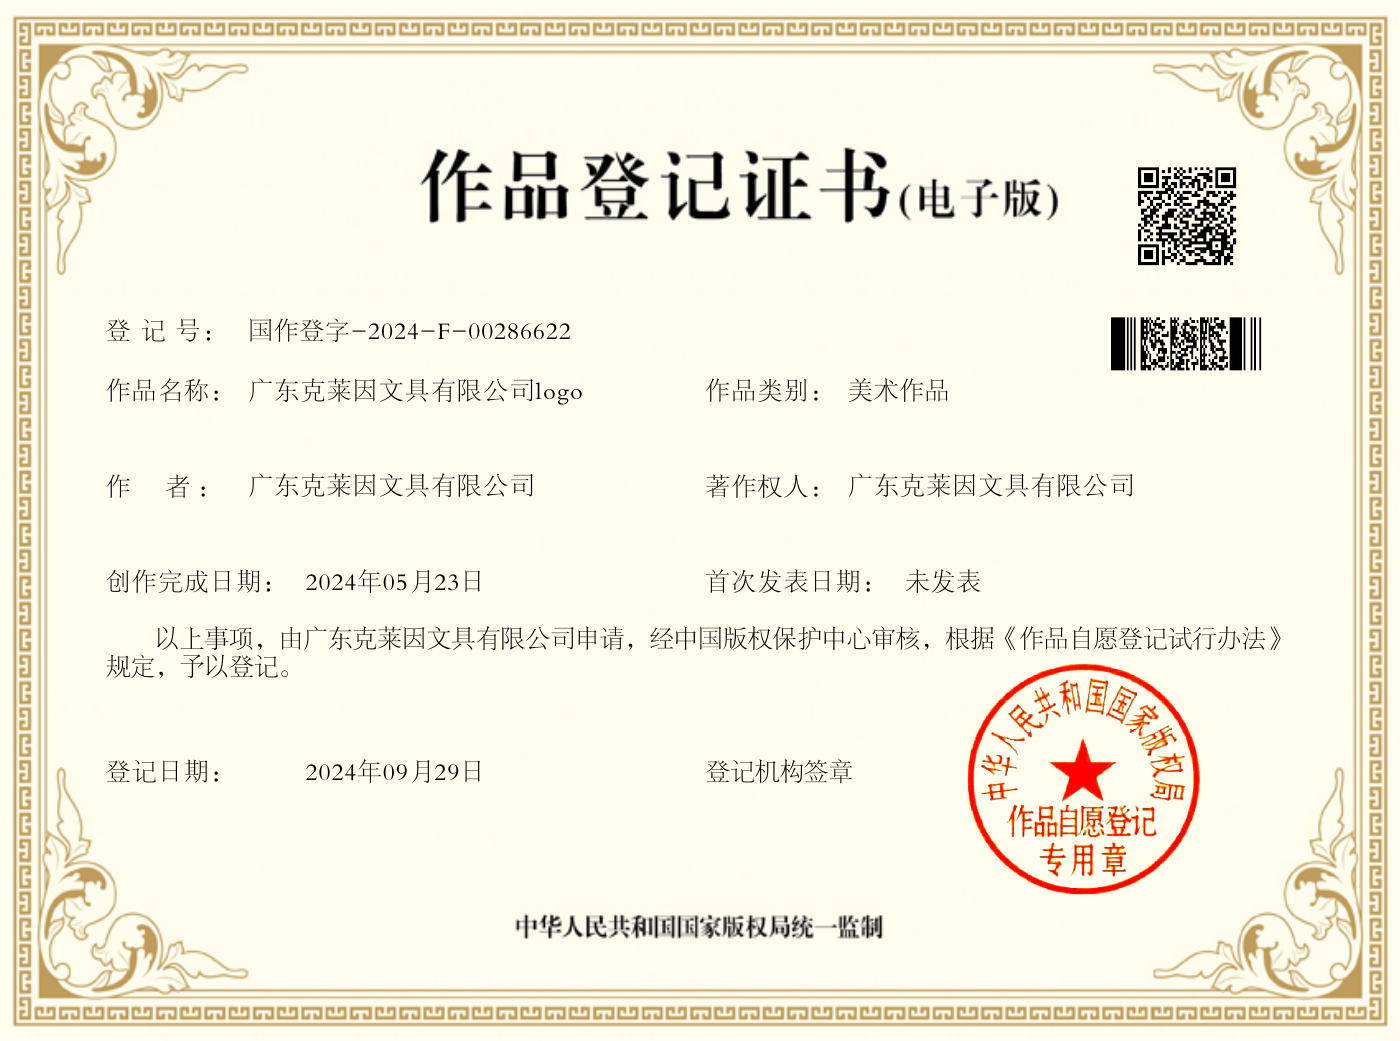 作品登记证书(电子版)
登 记 号： 国作登字-2024-F-00286622
作品名称： 广东克莱因文具有限公司logo 作品类别： 美术作品
作 者： 广东克莱因文具有限公司 著作权人： 广东克莱因文具有限公司
创作完成日期： 2024年05月23日 首次发表日期： 未发表
以上事项，由广东克莱因文具有限公司申请，经中国版权保护中心审核，根据《作品自愿登记试行办法》
规定，予以登记。
登记日期： 2024年09月29日 登记机构签章
中华人民共和国国家版权局
作品自愿登记
专用章
中华人民共和国国家版权局统一监制